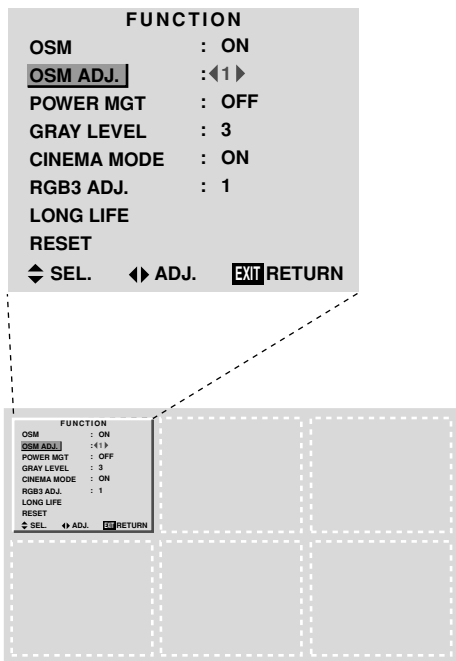 FUNCTION
OSM : ON
OSM ADJ. : 1
POWER MGT : OFF
GRAY LEVEL : 3
CINEMA MODE : ON
RGB3 ADJ. : 1
LONG LIFE
RESET
SEL. ADJ. EXIT RETURN
FUNCTION
OSM : ON
OSM ADJ. : 1
POWER MGT : OFF
GRAY LEVEL : 3
CINEMA MODE : ON
RGB3 ADJ. : 1
LONG LIFE
RESET
SEL. ADJ. EXIT RETURN